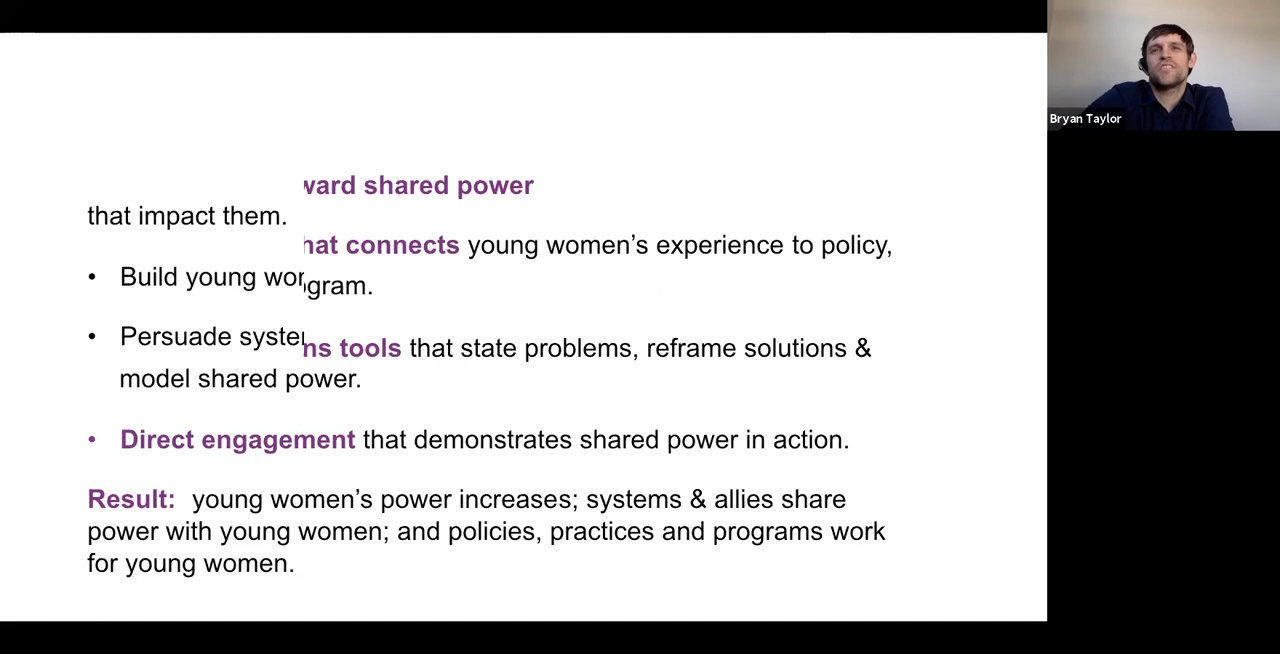 ward shared power
that impact them.
hat connects young women's experience to policy,
• Build young
gram.
• Persuade
ns tools that state problems, reframe solutions &
model shared power.
• Direct engagement that demonstrates shared power in action.
Result: young women's power increases; systems & allies share
power with young women; and policies, practices and programs work
for young women.
Bryan Taylor